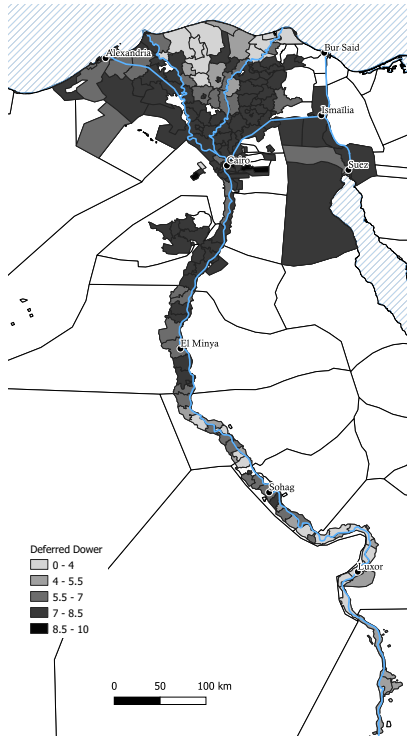 Alexandria
Bur Said
Ismailia
Cairo
Suez
El Minya
Sohag
Luxor
Deferred Dower
0 - 4
4 - 5.5
5.5 - 7
7 - 8.5
8.5 - 10
0 50 100 km